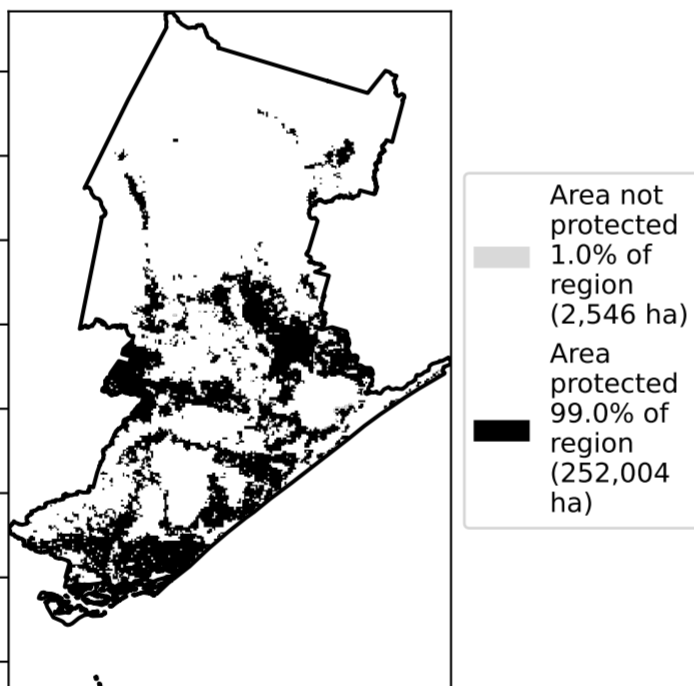 Area not
protected
1.0% of
region
(2,546 ha)
Area
protected
99.0% of
region
(252,004
ha)